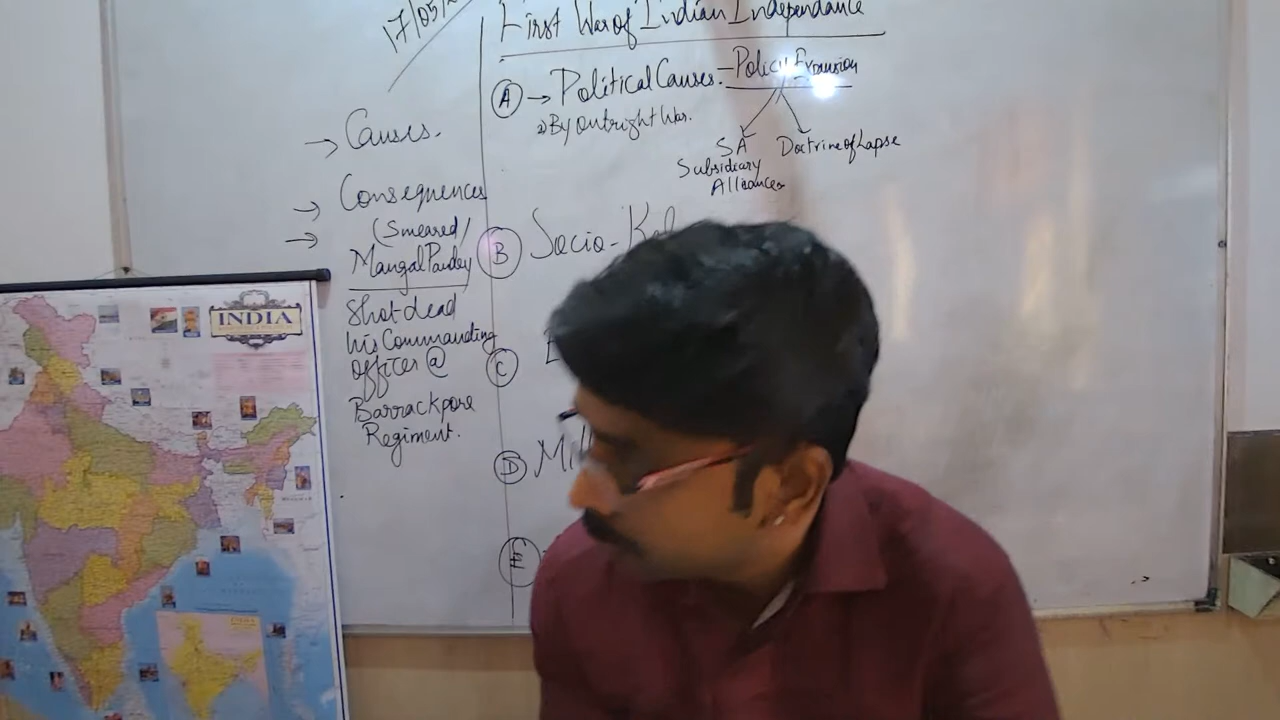 17/05/
First War of Indian Independance
A → Political Causes. - Policy Expansion
By Outright War.
SA
Subsidiary
Alliances
Doctrine of Lapse
→ Causes.
→ Consequences
→ (Smeared/
Mangal Pandey
Shot dead
his Commanding
officer @
Barrackpore
Regiment.
B Socio-
C
D
E
INDIA